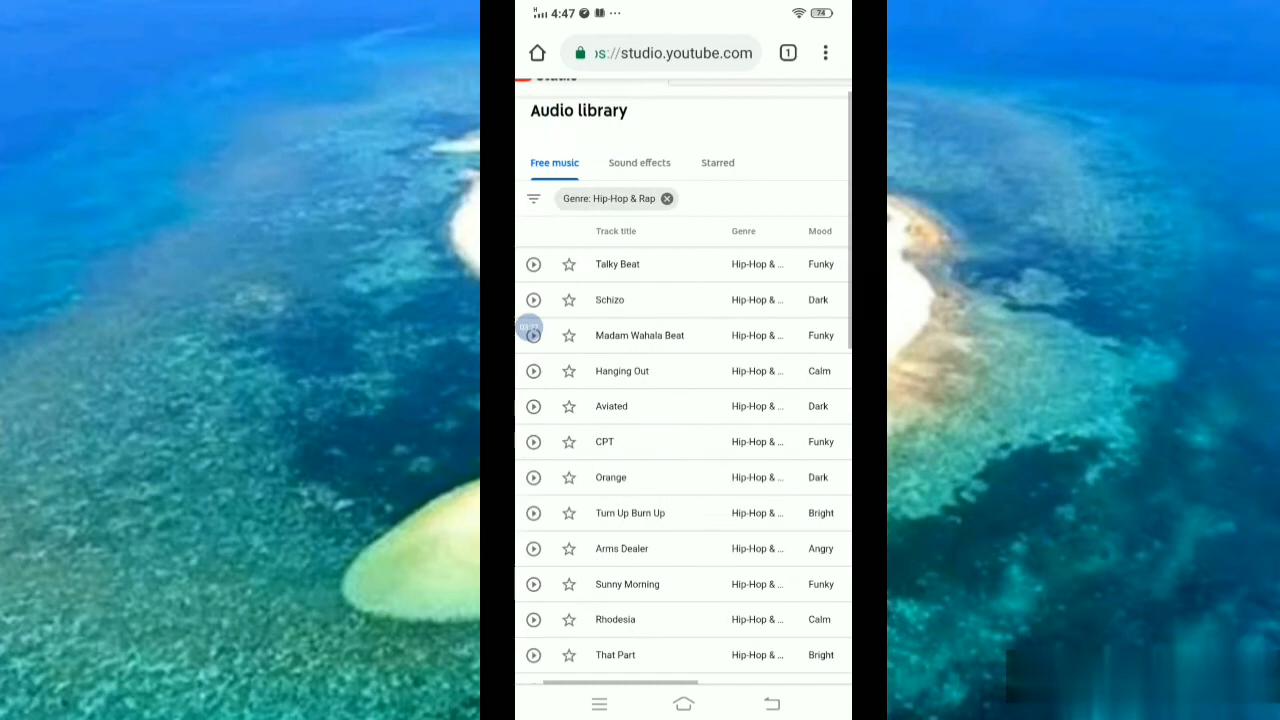 H 4:47 ... 74
ps://studio.youtube.com 1
Studio
Audio library
Free music Sound effects Starred
Genre: Hip-Hop & Rap
Track title Genre Mood
Talky Beat Hip-Hop & ... Funky
Schizo Hip-Hop & ... Dark
03:27
Madam Wahala Beat Hip-Hop & ... Funky
Hanging Out Hip-Hop & ... Calm
Aviated Hip-Hop & ... Dark
CPT Hip-Hop & ... Funky
Orange Hip-Hop & ... Dark
Turn Up Burn Up Hip-Hop & ... Bright
Arms Dealer Hip-Hop & ... Angry
Sunny Morning Hip-Hop & ... Funky
Rhodesia Hip-Hop & ... Calm
That Part Hip-Hop & ... Bright